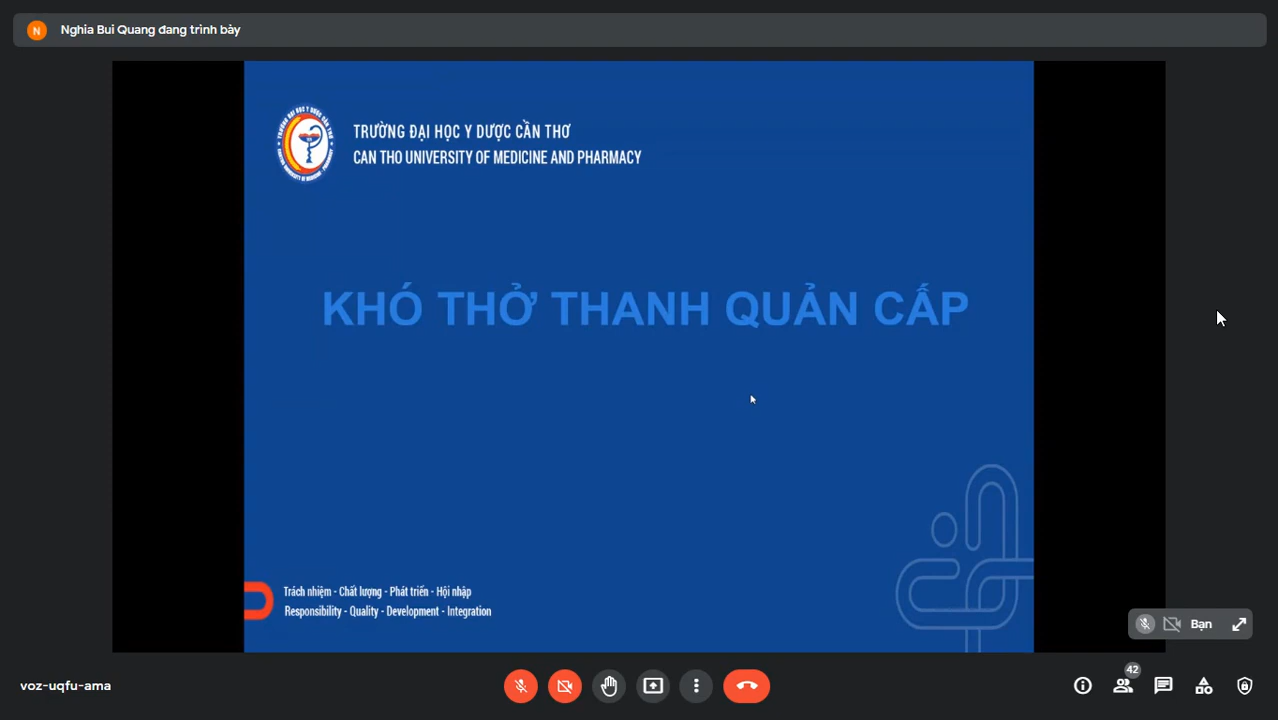 N
Nghia Bui Quang đang trình bày
TRƯỜNG ĐẠI HỌC Y DƯỢC CẦN THƠ
CAN THO UNIVERSITY OF MEDICINE AND PHARMACY
KHÓ THỞ THANH QUẢN CẤP
Trách nhiệm - Chất lượng - Phát triển - Hội nhập
Responsibility - Quality - Development - Integration
Bạn
voz-uqfu-ama
42